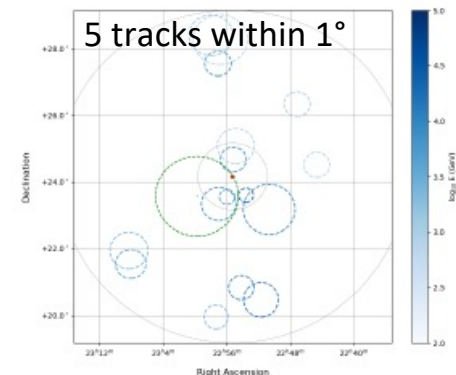 5 tracks within 1°
+28.0°
+26.0°
+24.0°
+22.0°
+20.0°
Declination
23ʰ12ᵐ 23ʰ4ᵐ 22ʰ56ᵐ 22ʰ48ᵐ 22ʰ40ᵐ
Right Ascension
5.0
4.5
4.0
3.5
3.0
2.5
2.0
log₁₀ E (GeV)